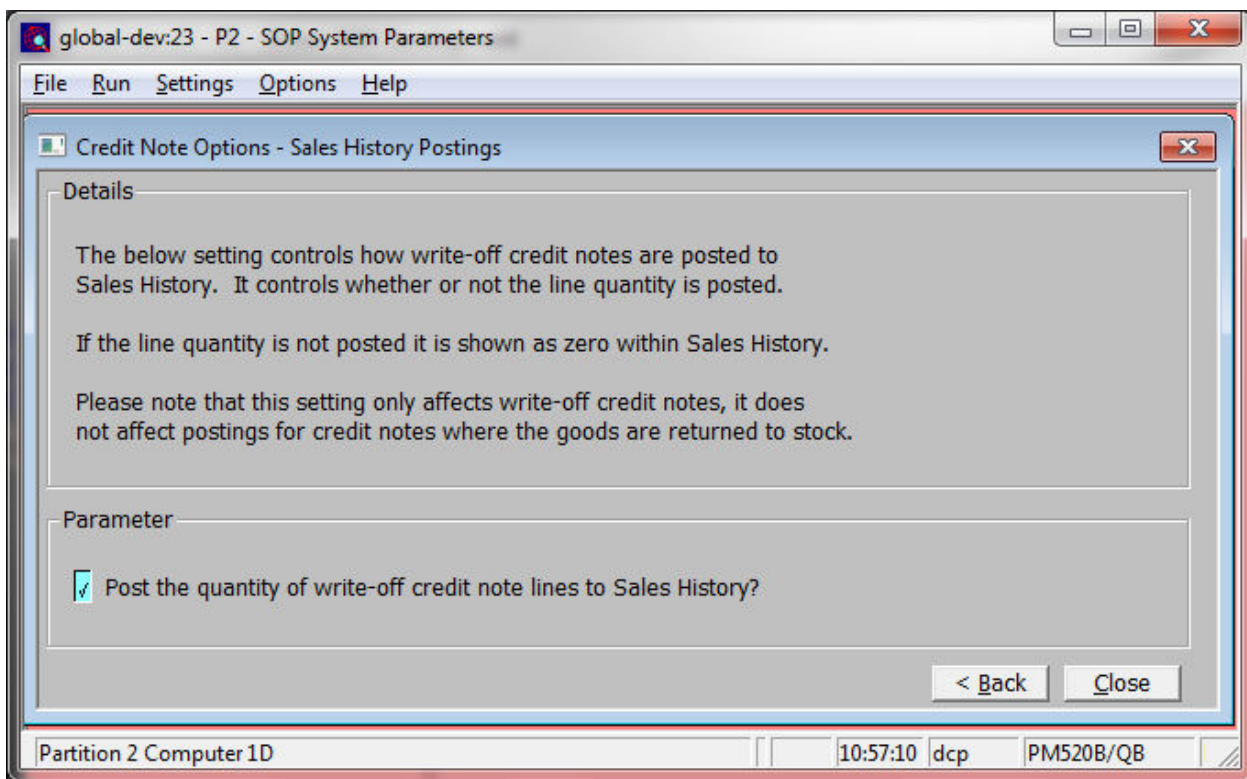 global-dev:23 - P2 - SOP System Parameters
File Run Settings Options Help
Credit Note Options - Sales History Postings
Details
The below setting controls how write-off credit notes are posted to
Sales History. It controls whether or not the line quantity is posted.
If the line quantity is not posted it is shown as zero within Sales History.
Please note that this setting only affects write-off credit notes, it does
not affect postings for credit notes where the goods are returned to stock.
Parameter
Post the quantity of write-off credit note lines to Sales History?
< Back Close
Partition 2 Computer 1D 10:57:10 dcp PM520B/QB